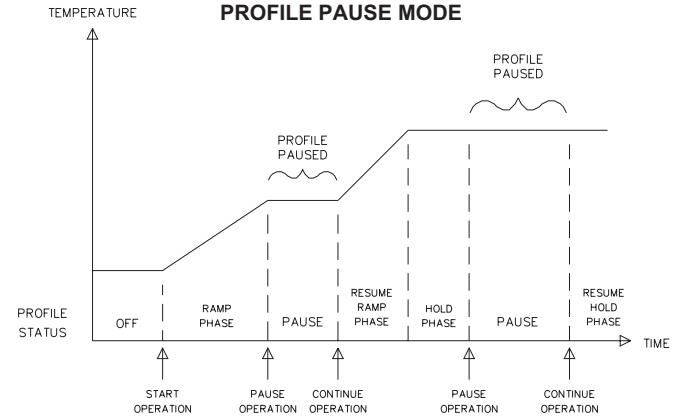 PROFILE PAUSE MODE
TEMPERATURE
PROFILE
PAUSED
PROFILE
PAUSED
PROFILE
STATUS
OFF
RAMP
PHASE
PAUSE
RESUME
RAMP
PHASE
HOLD
PHASE
PAUSE
RESUME
HOLD
PHASE
TIME
START
OPERATION
PAUSE
OPERATION
CONTINUE
OPERATION
PAUSE
OPERATION
CONTINUE
OPERATION